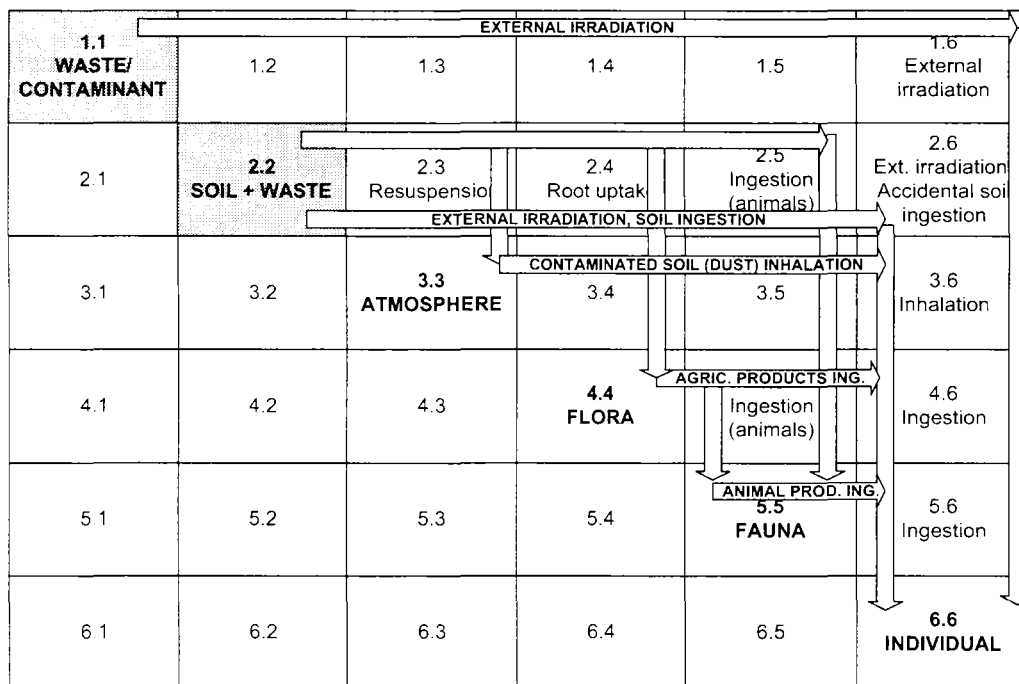 EXTERNAL IRRADIATION
1.1
WASTE/
CONTAMINANT
1.2
1.3
1.4
1.5
1.6
External
irradiation
2.1
2.2
SOIL + WASTE
2.3
Resuspensio
2.4
Root uptak
2.5
Ingestion
(animals)
2.6
Ext. irradiation
Accidental soil
ingestion
EXTERNAL IRRADIATION, SOIL INGESTION
CONTAMINATED SOIL (DUST) INHALATION
3.1
3.2
3.3
ATMOSPHERE
3.4
3.5
3.6
Inhalation
AGRIC. PRODUCTS ING.
4.1
4.2
4.3
4.4
FLORA
Ingestion
(animals)
4.6
Ingestion
ANIMAL PROD. ING.
5.1
5.2
5.3
5.4
5.5
FAUNA
5.6
Ingestion
6.1
6.2
6.3
6.4
6.5
6.6
INDIVIDUAL